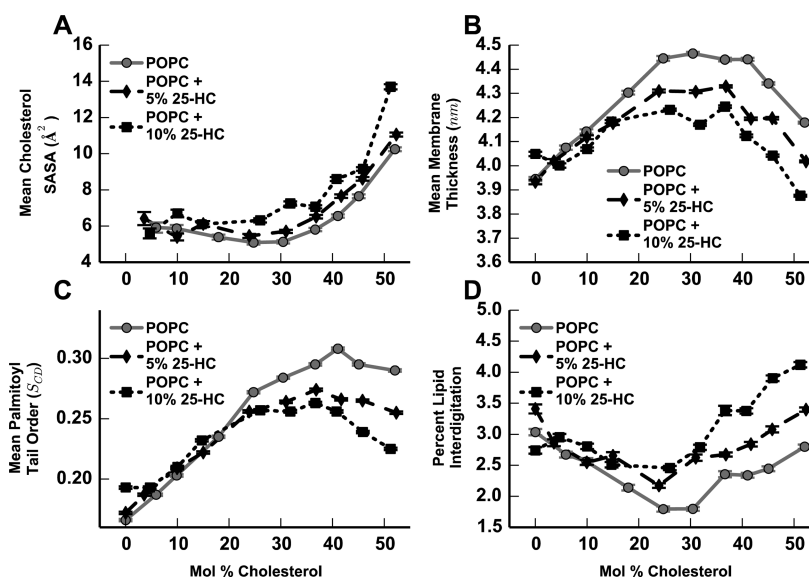 A
Mean Cholesterol
SASA (Å²)
16
14
12
10
8
6
4
0 10 20 30 40 50
POPC
POPC +
5% 25-HC
POPC +
10% 25-HC
B
Mean Membrane
Thickness (nm)
4.5
4.4
4.3
4.2
4.1
4.0
3.9
3.8
3.7
3.6
0 10 20 30 40 50
POPC
POPC +
5% 25-HC
POPC +
10% 25-HC
C
Mean Palmitoyl
Tail Order (SCD)
0.30
0.25
0.20
0 10 20 30 40 50
Mol % Cholesterol
POPC
POPC +
5% 25-HC
POPC +
10% 25-HC
D
Percent Lipid
Interdigitation
5.0
4.5
4.0
3.5
3.0
2.5
2.0
1.5
0 10 20 30 40 50
Mol % Cholesterol
POPC
POPC +
5% 25-HC
POPC +
10% 25-HC